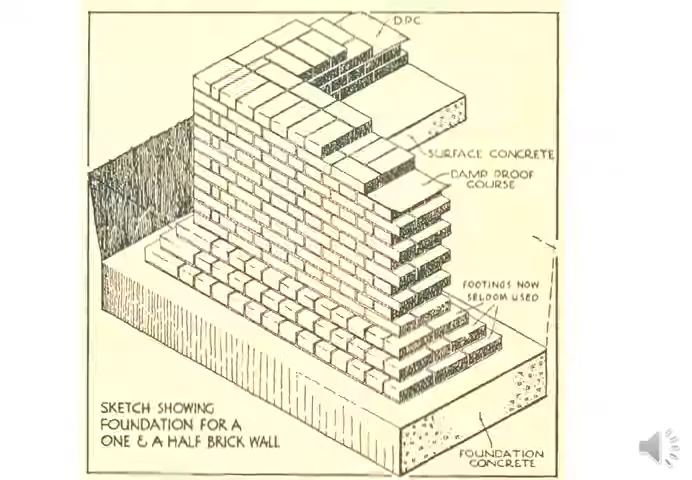 D.P.C
SURFACE CONCRETE
DAMP PROOF
COURSE
FOOTINGS NOW
SELDOM USED
SKETCH SHOWING
FOUNDATION FOR A
ONE & A HALF BRICK WALL
FOUNDATION
CONCRETE